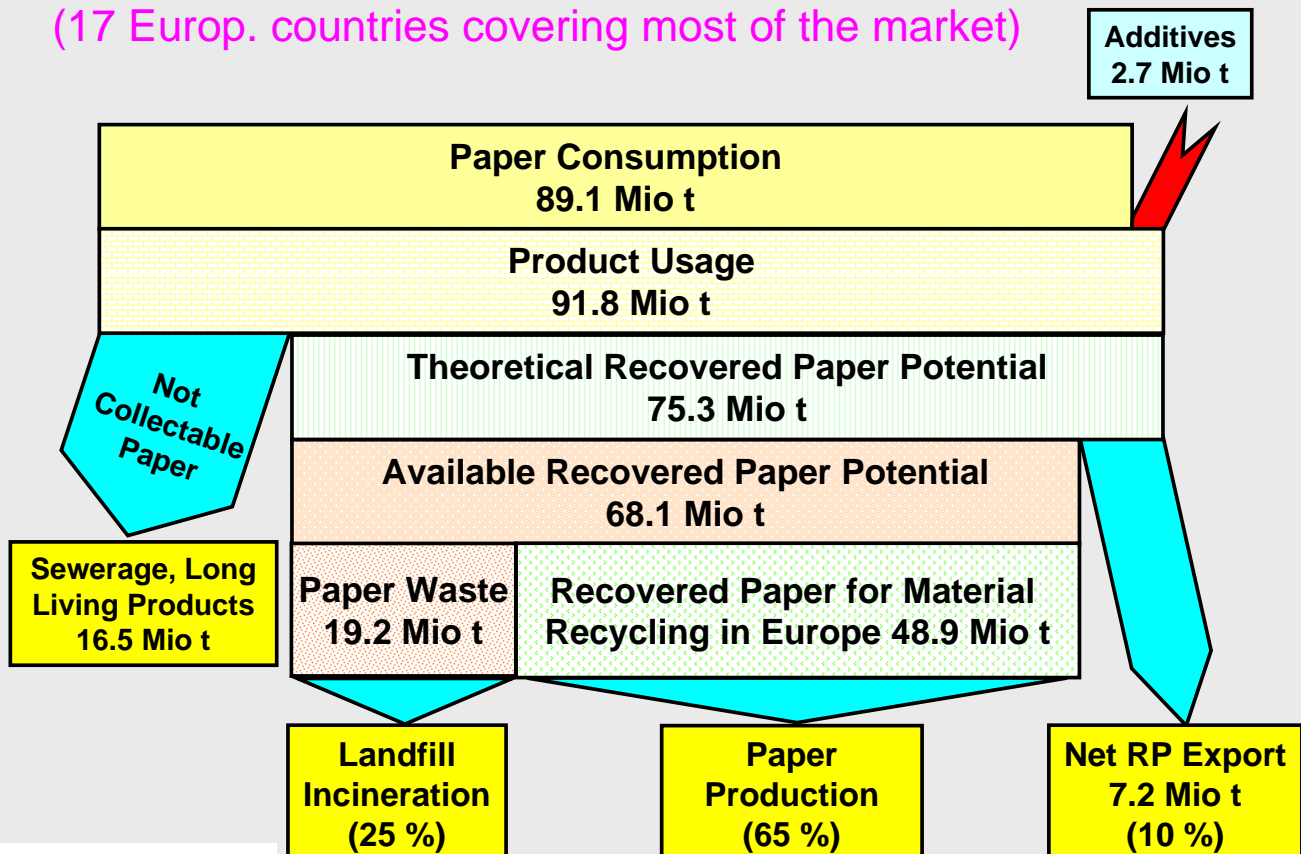 (17 Europ. countries covering most of the market)
Additives
2.7 Mio t
Paper Consumption
89.1 Mio t
Product Usage
91.8 Mio t
Not
Collectable
Paper
Theoretical Recovered Paper Potential
75.3 Mio t
Available Recovered Paper Potential
68.1 Mio t
Sewerage, Long
Living Products
16.5 Mio t
Paper Waste
19.2 Mio t
Recovered Paper for Material
Recycling in Europe 48.9 Mio t
Landfill
Incineration
(25 %)
Paper
Production
(65 %)
Net RP Export
7.2 Mio t
(10 %)